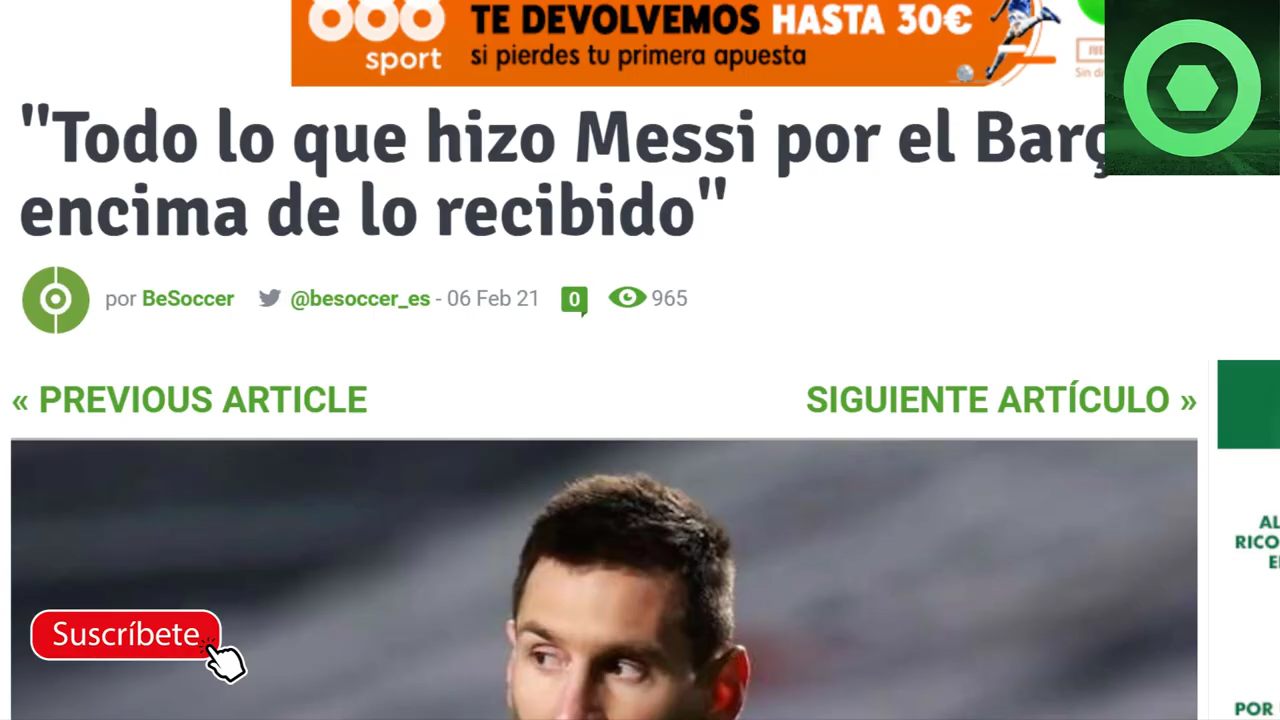 888
sport
TE DEVOLVEMOS HASTA 30€
si pierdes tu primera apuesta
"Todo lo que hizo Messi por el
encima de lo recibido"
por BeSoccer @besoccer_es - 06 Feb 21 0 965
« PREVIOUS ARTICLE
SIGUIENTE ARTÍCULO »
Suscríbete
POR